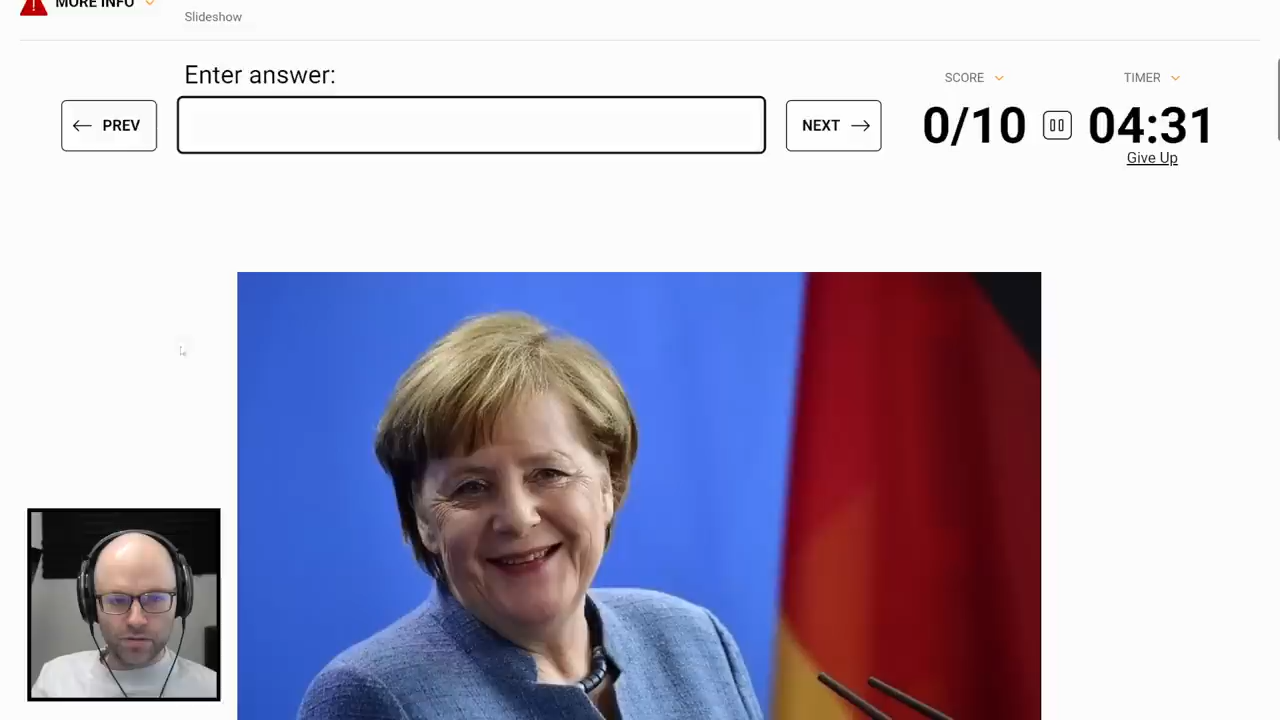 MORE INFO
Slideshow
Enter answer:
SCORE
TIMER
PREV
NEXT
0/10
04:31
Give Up